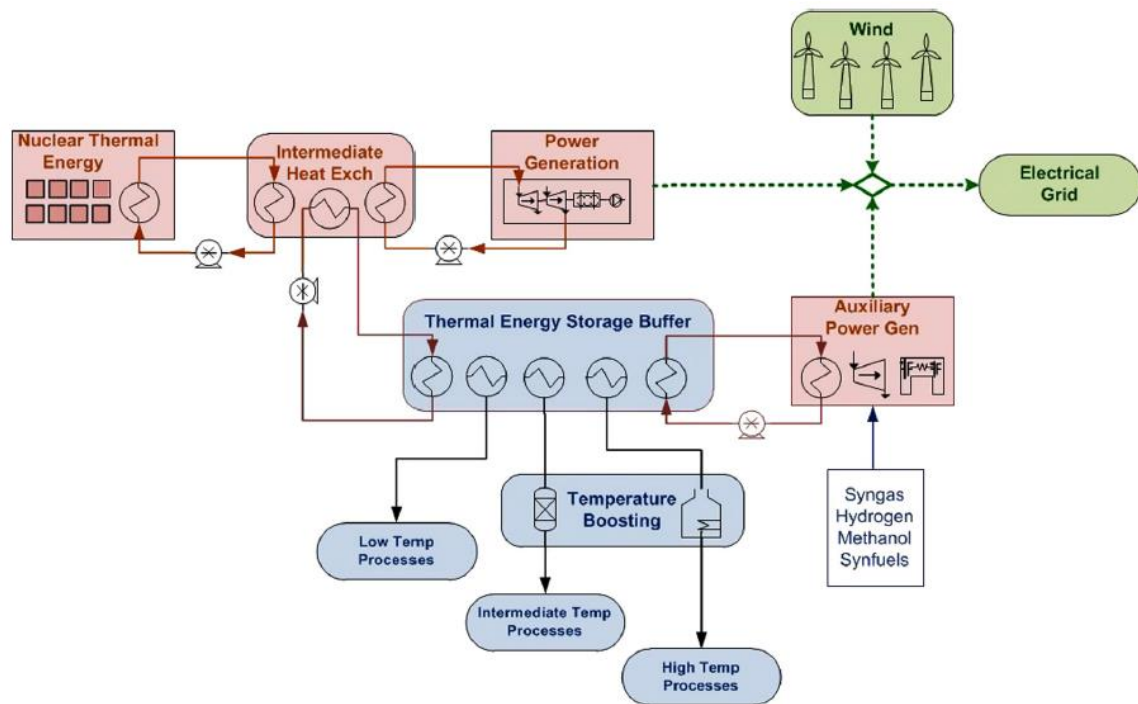 Wind
Nuclear Thermal
Energy
Intermediate
Heat Exch
Power
Generation
Electrical
Grid
Thermal Energy Storage Buffer
Auxiliary
Power Gen
Temperature
Boosting
Syngas
Hydrogen
Methanol
Synfuels
Low Temp
Processes
Intermediate Temp
Processes
High Temp
Processes